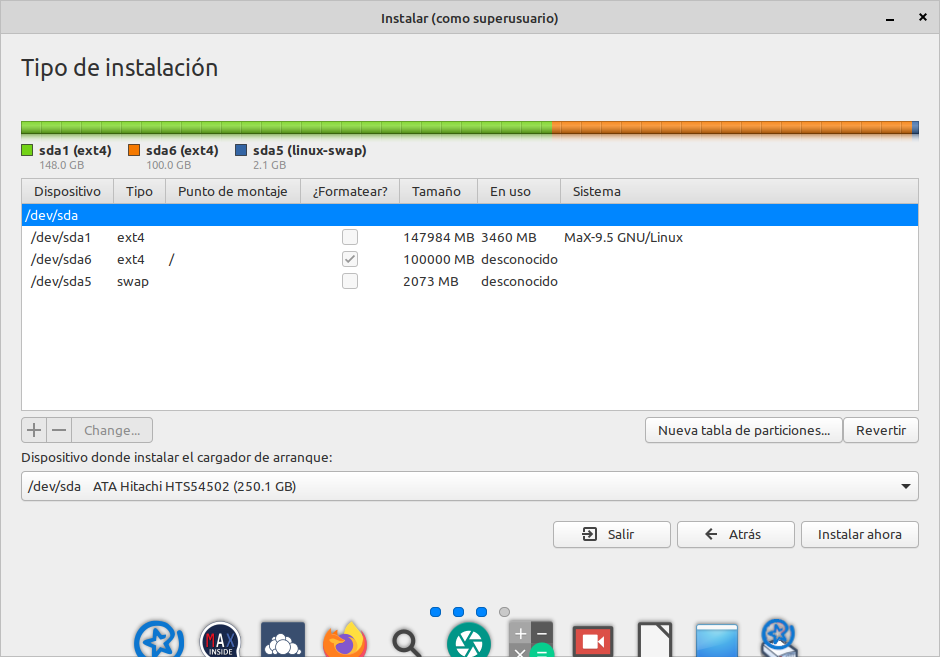 Instalar (como superusuario)
Tipo de instalación
sda1 (ext4) sda6 (ext4) sda5 (linux-swap)
148.0 GB 100.0 GB 2.1 GB
Dispositivo Tipo Punto de montaje ¿Formatear? Tamaño En uso Sistema
/dev/sda
/dev/sda1 ext4 147984 MB 3460 MB MaX-9.5 GNU/Linux
/dev/sda6 ext4 / 100000 MB desconocido
/dev/sda5 swap 2073 MB desconocido
Change... Nueva tabla de particiones... Revertir
Dispositivo donde instalar el cargador de arranque:
/dev/sda ATA Hitachi HTS54502 (250.1 GB)
Salir Atrás Instalar ahora
MAX
INSIDE